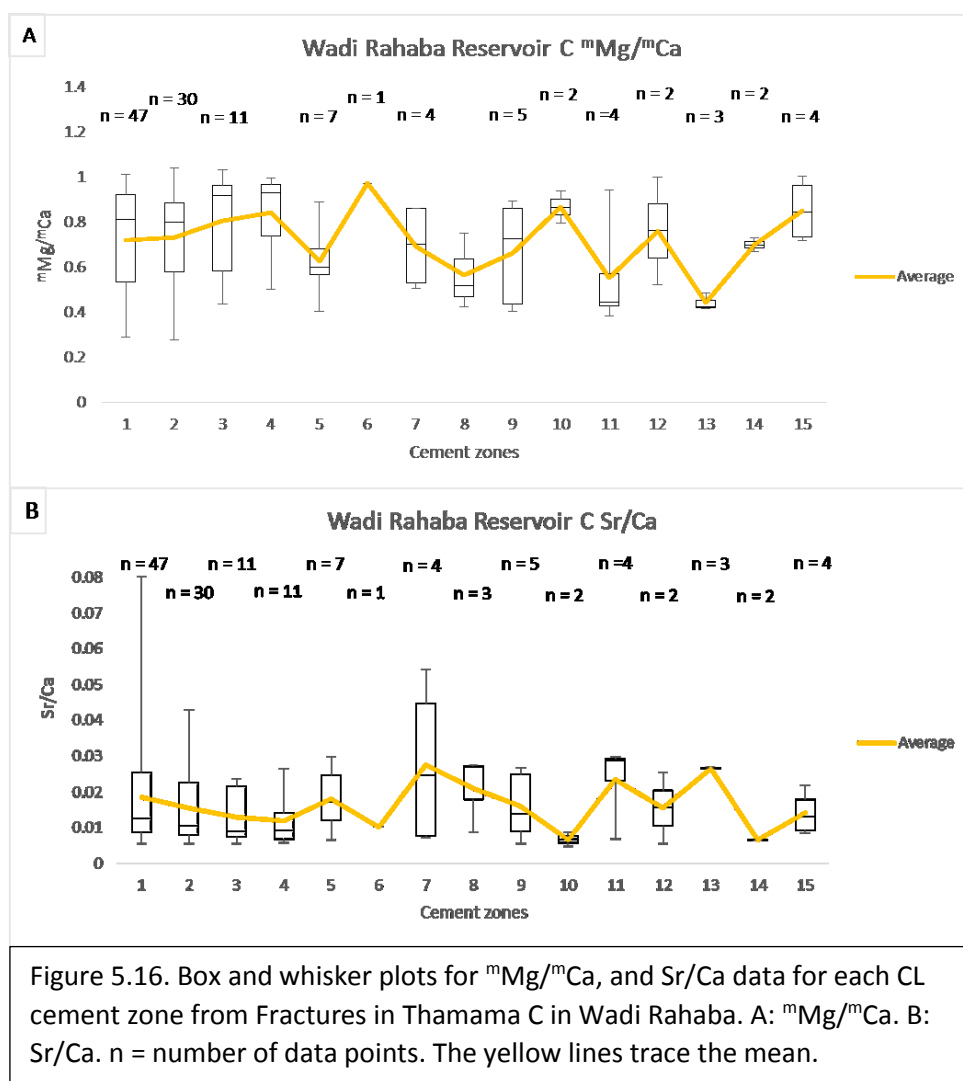 A
Wadi Rahaba Reservoir C ᵐMg/ᵐCa
n = 47
n = 30
n = 11
n = 7
n = 1
n = 4
n = 5
n = 2
n =4
n = 2
n = 3
n = 2
n = 4
1.4
1.2
1
0.8
0.6
0.4
0.2
0
ᵐMg/ᵐCa
1 2 3 4 5 6 7 8 9 10 11 12 13 14 15
Cement zones
Average
B
Wadi Rahaba Reservoir C Sr/Ca
n = 47
n = 30
n = 11
n = 11
n = 7
n = 1
n = 4
n = 3
n = 5
n = 2
n =4
n = 2
n = 3
n = 2
n = 4
0.08
0.07
0.06
0.05
0.04
0.03
0.02
0.01
0
Sr/Ca
1 2 3 4 5 6 7 8 9 10 11 12 13 14 15
Cement zones
Average
Figure 5.16. Box and whisker plots for ᵐMg/ᵐCa, and Sr/Ca data for each CL
cement zone from Fractures in Thamama C in Wadi Rahaba. A: ᵐMg/ᵐCa. B:
Sr/Ca. n = number of data points. The yellow lines trace the mean.